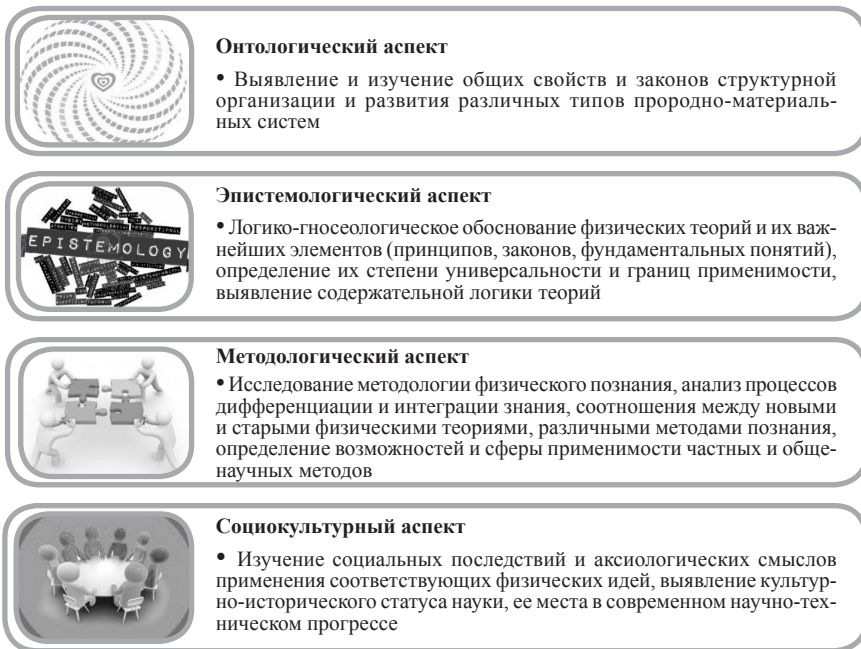 Онтологический аспект
• Выявление и изучение общих свойств и законов структурной
организации и развития различных типов прородно-материаль-
ных систем
EPISTEMOLOGY
Эпистемологический аспект
• Логико-гносеологическое обоснование физических теорий и их важ-
нейших элементов (принципов, законов, фундаментальных понятий),
определение их степени универсальности и границ применимости,
выявление содержательной логики теорий
Методологический аспект
• Исследование методологии физического познания, анализ процессов
дифференциации и интеграции знания, соотношения между новыми
и старыми физическими теориями, различными методами познания,
определение возможностей и сферы применимости частных и обще-
научных методов
Социокультурный аспект
• Изучение социальных последствий и аксиологических смыслов
применения соответствующих физических идей, выявление культур-
но-исторического статуса науки, ее места в современном научно-тех-
ническом прогрессе